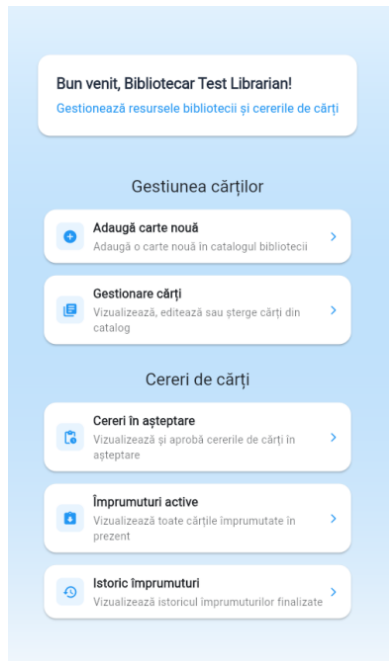 Bun venit, Bibliotecar Test Librarian!
Gestionează resursele bibliotecii și cererile de cărți
Gestiunea cărților
Adaugă carte nouă
Adaugă o carte nouă în catalogul bibliotecii
Gestionare cărți
Vizualizează, editează sau șterge cărți din
catalog
Cereri de cărți
Cereri în așteptare
Vizualizează și aprobă cererile de cărți în
așteptare
Împrumuturi active
Vizualizează toate cărțile împrumutate în
prezent
Istoric împrumuturi
Vizualizează istoricul împrumuturilor finalizate